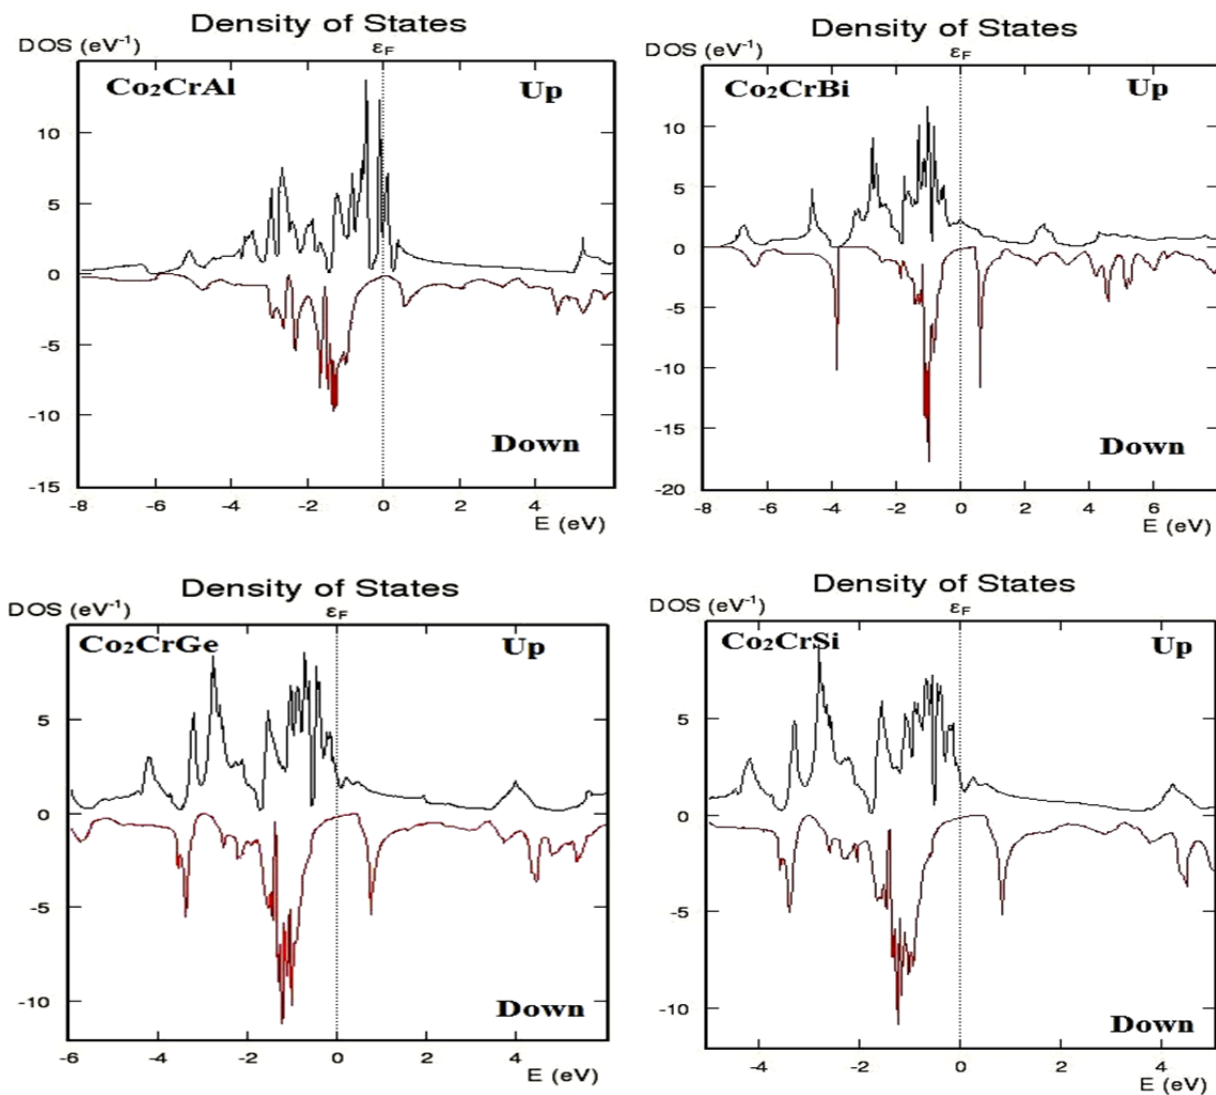 Density of States
DOS (eV⁻¹)
εF
Co₂CrAl
Up
10
5
0
-5
-10
-15
Down
-8
-6
-4
-2
0
2
4
E (eV)
Density of States
DOS (eV⁻¹)
εF
Co₂CrBi
Up
10
5
0
-5
-10
-15
-20
Down
-8
-6
-4
-2
0
2
4
6
E (eV)
Density of States
DOS (eV⁻¹)
εF
Co₂CrGe
Up
5
0
-5
-10
Down
-6
-4
-2
0
2
4
E (eV)
Density of States
DOS (eV⁻¹)
εF
Co₂CrSi
Up
5
0
-5
-10
Down
-4
-2
0
2
4
E (eV)